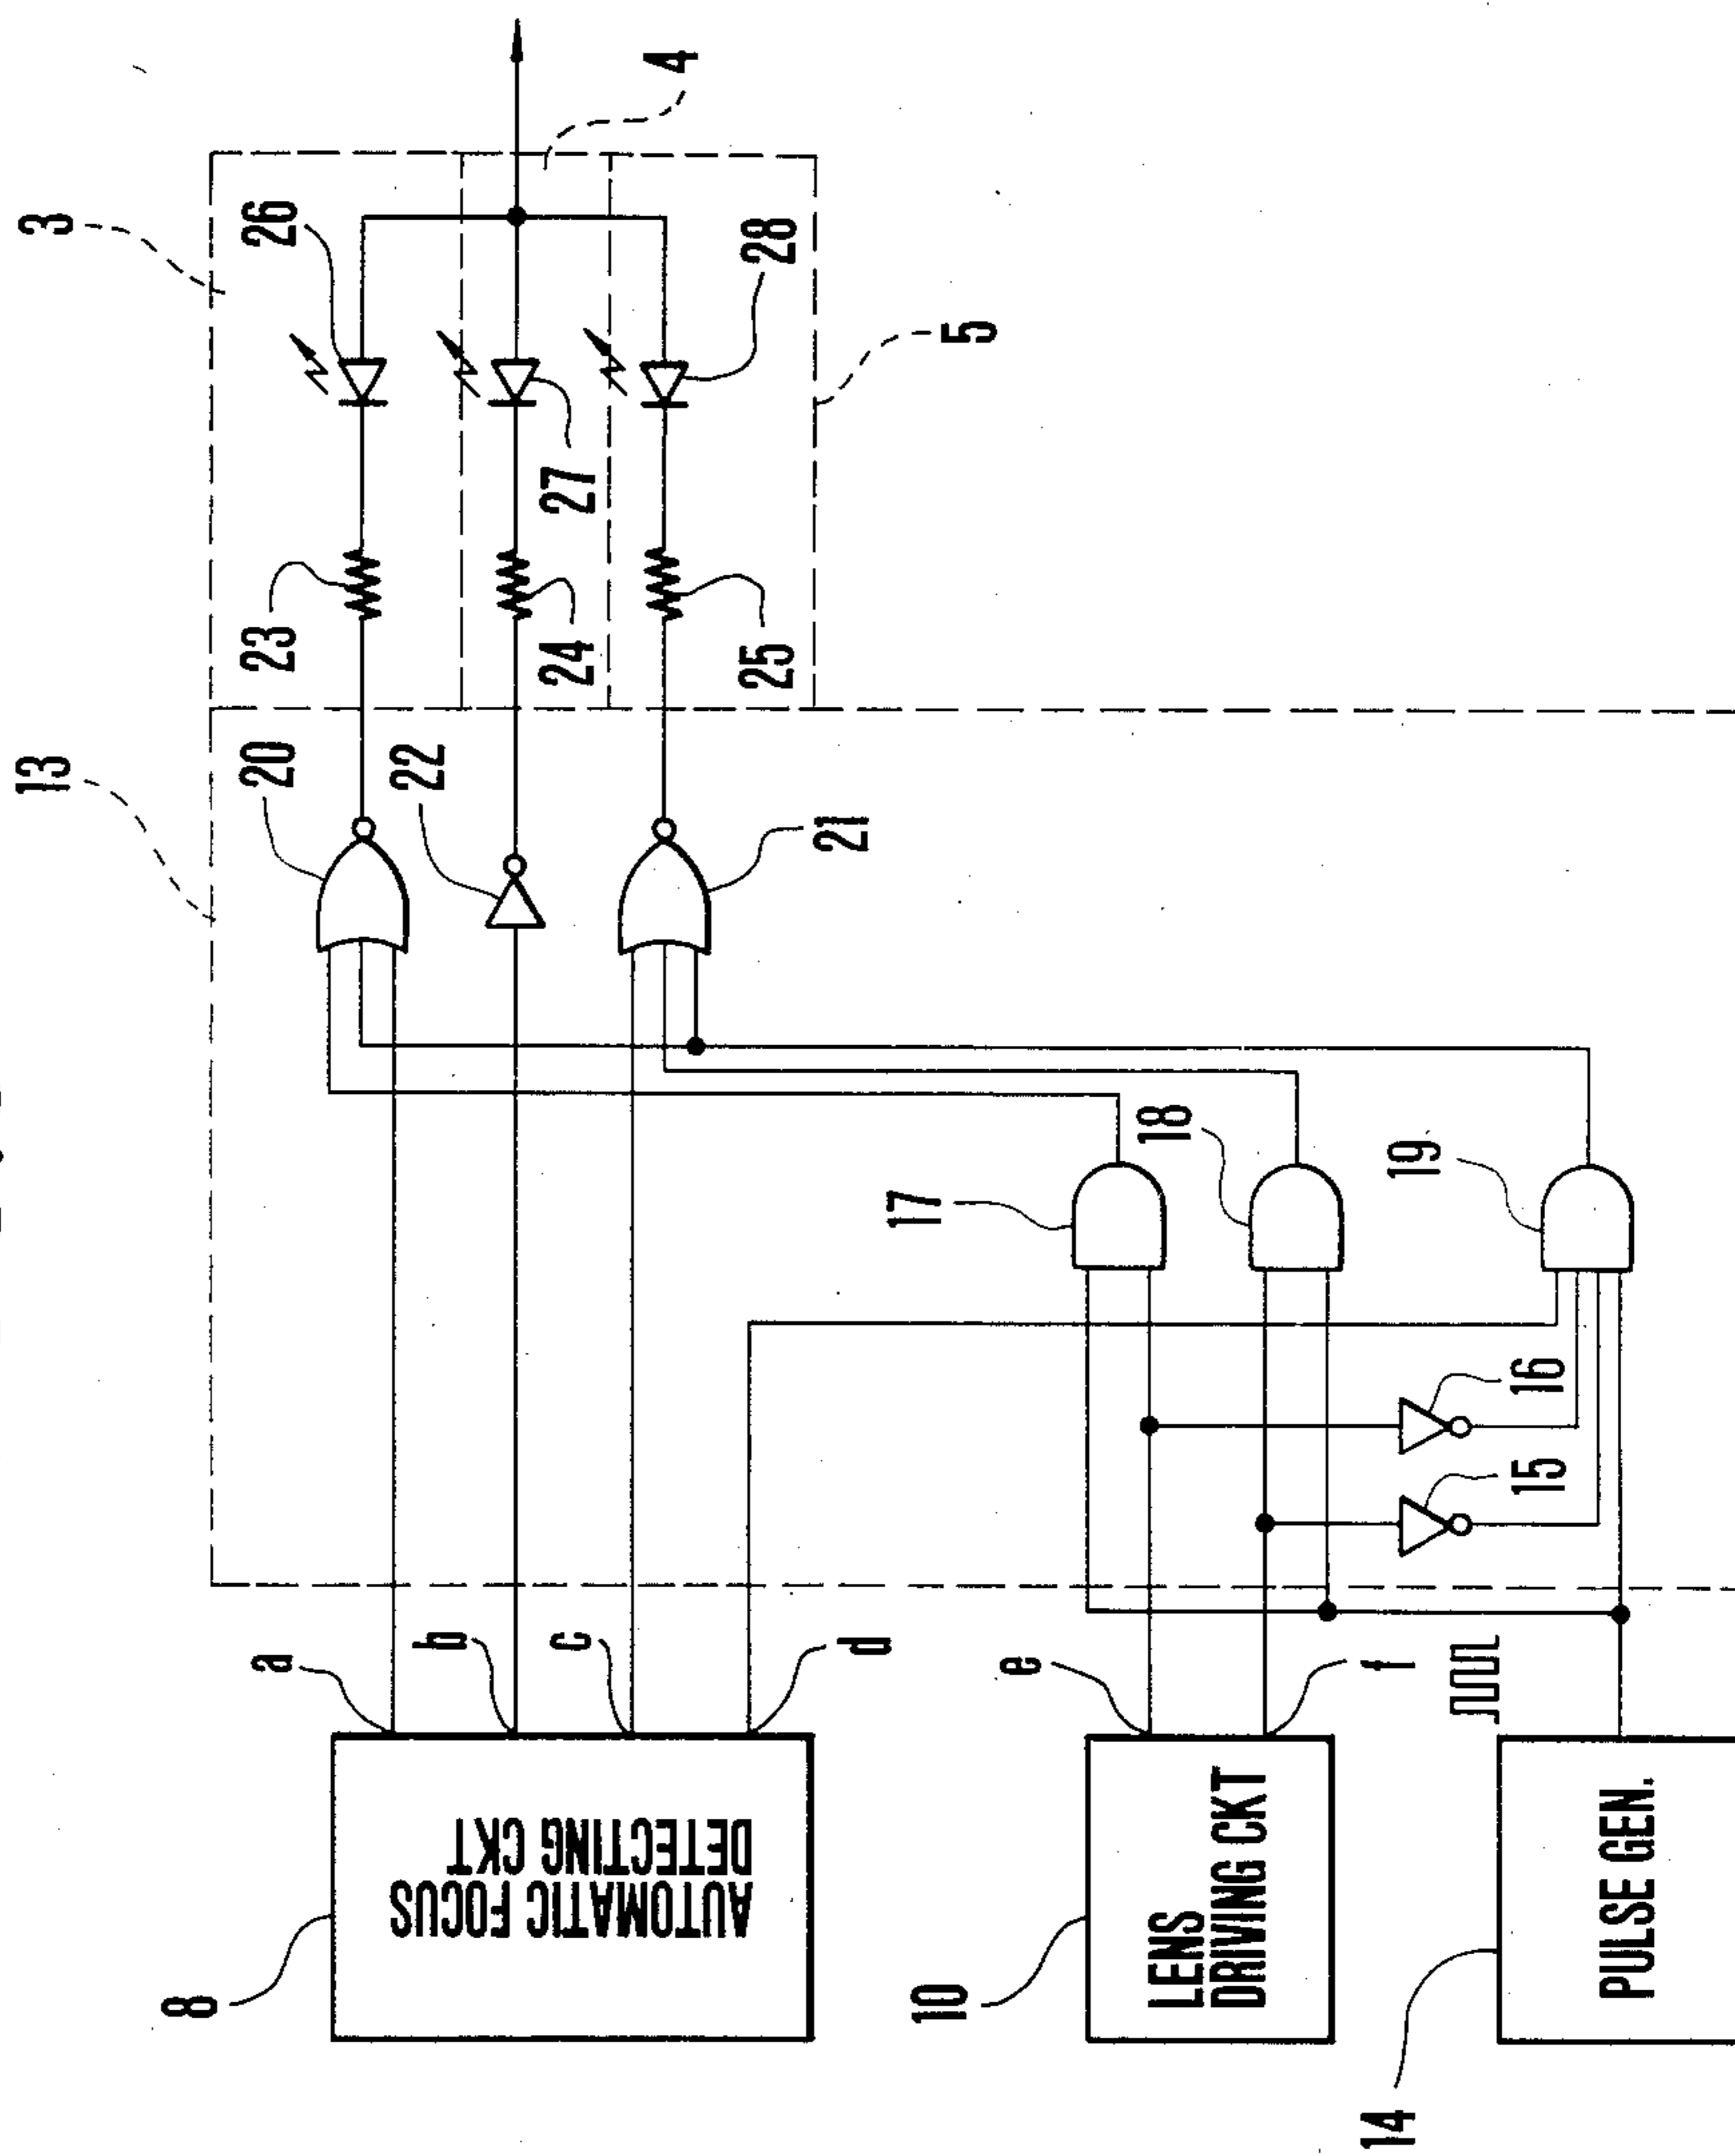 3
4
26
28
5
27
23
24
25
13
20
22
21
17
18
19
16
15
a
b
c
d
e
f
8
AUTOMATIC FOCUS
DETECTING CKT
10
LENS
DRIVING CKT
14
PULSE GEN.